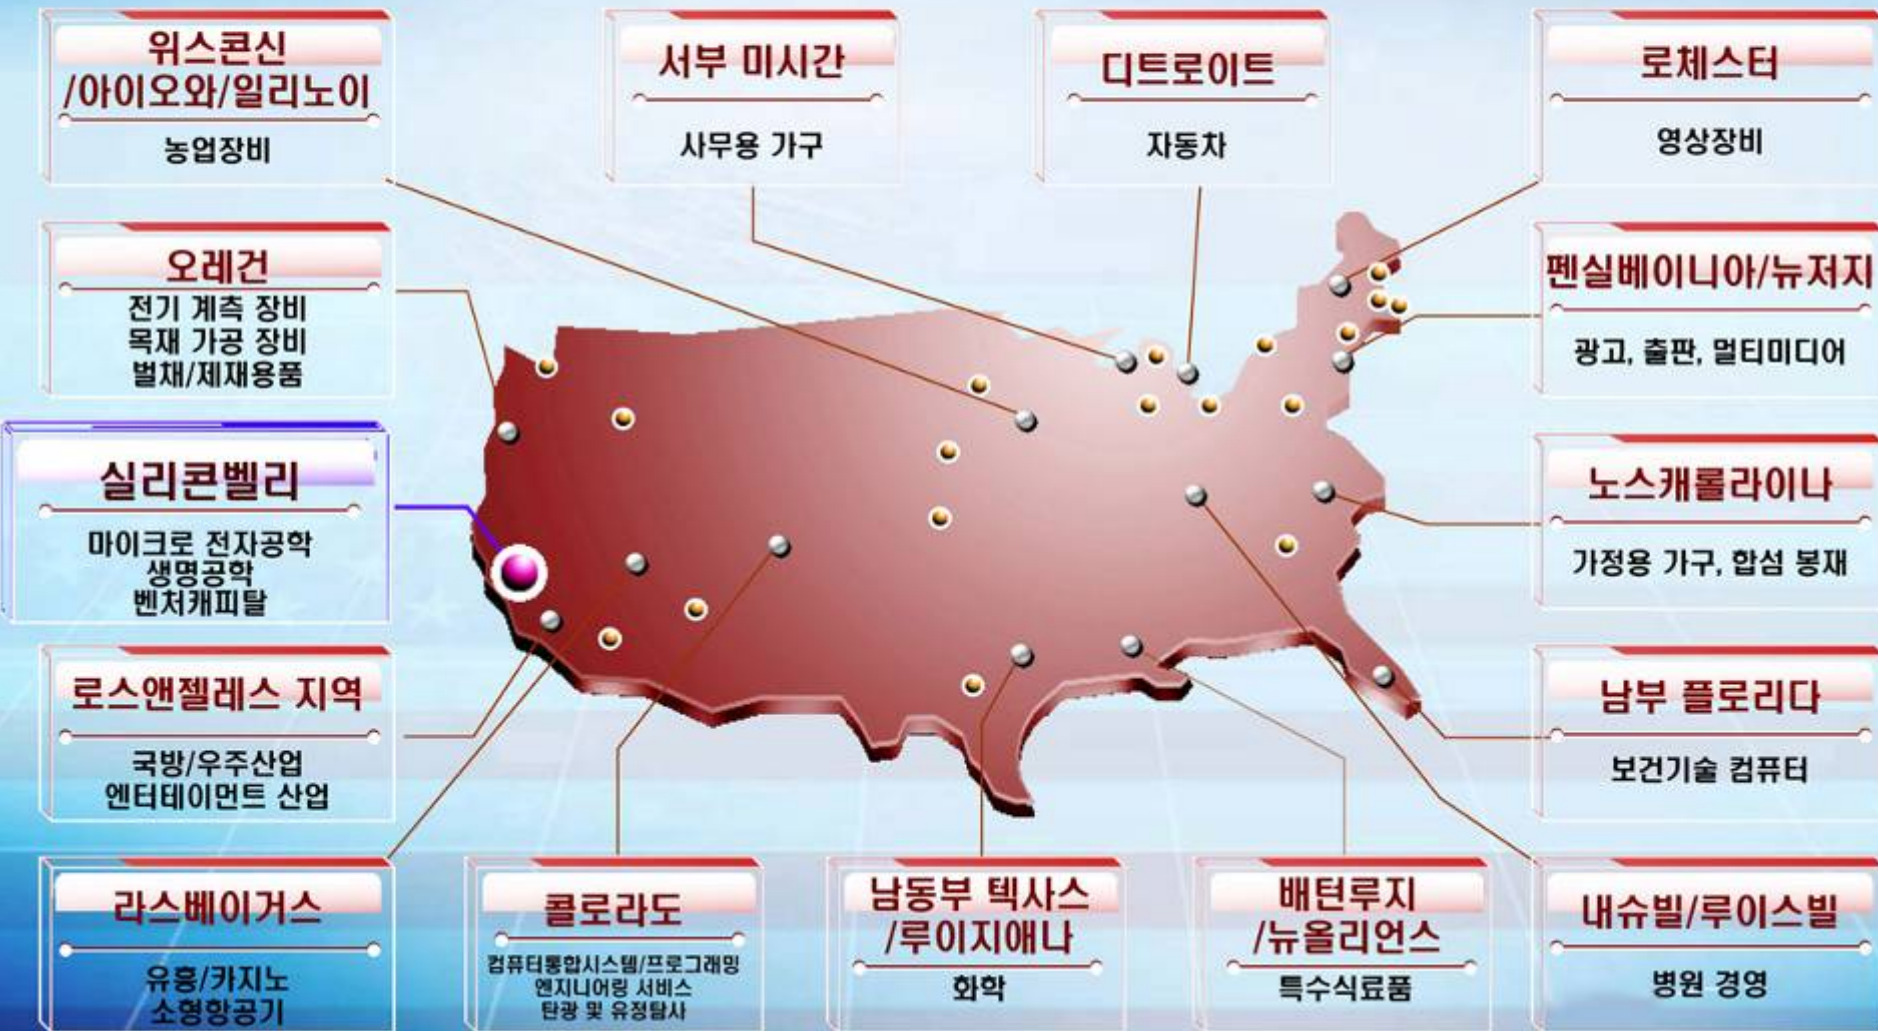 위스콘신
/아이오와/일리노이
농업장비
서부 미시간
사무용 가구
디트로이트
자동차
로체스터
영상장비
오레건
전기 계측 장비
목재 가공 장비
벌채/제재용품
펜실베이니아/뉴저지
광고, 출판, 멀티미디어
실리콘벨리
마이크로 전자공학
생명공학
벤처캐피탈
노스캐롤라이나
가정용 가구, 합섬 봉재
로스앤젤레스 지역
국방/우주산업
엔터테이먼트 산업
남부 플로리다
보건기술 컴퓨터
라스베이거스
유흥/카지노
소형항공기
콜로라도
컴퓨터통합시스템/프로그래밍
엔지니어링 서비스
탄광 및 유정탐사
남동부 텍사스
/루이지애나
화학
배턴루지
/뉴올리언스
특수식료품
내슈빌/루이스빌
병원 경영